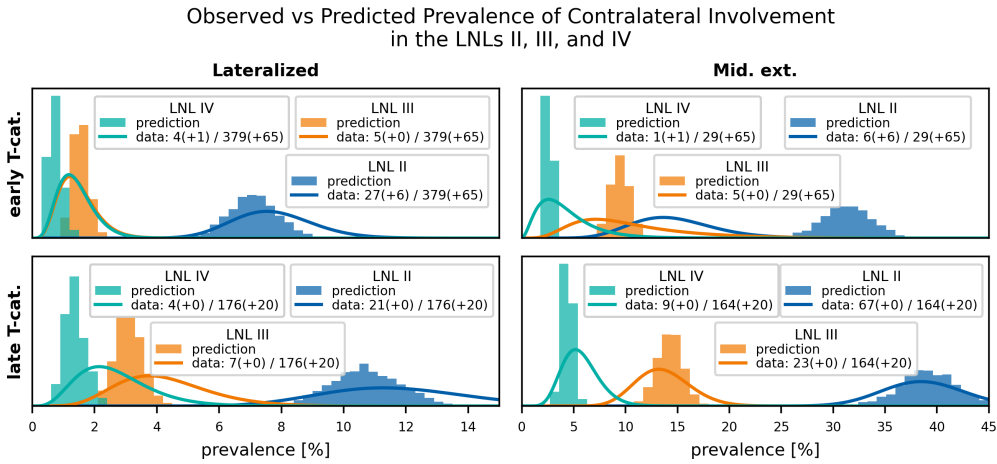 Observed vs Predicted Prevalence of Contralateral Involvement
in the LNLs II, III, and IV
Lateralized
Mid. ext.
early T-cat.
LNL IV
prediction
data: 4(+1) / 379(+65)
LNL III
prediction
data: 5(+0) / 379(+65)
LNL II
prediction
data: 27(+6) / 379(+65)
LNL IV
prediction
data: 1(+1) / 29(+65)
LNL II
prediction
data: 6(+6) / 29(+65)
LNL III
prediction
data: 5(+0) / 29(+65)
late T-cat.
LNL IV
prediction
data: 4(+0) / 176(+20)
LNL II
prediction
data: 21(+0) / 176(+20)
LNL III
prediction
data: 7(+0) / 176(+20)
LNL IV
prediction
data: 9(+0) / 164(+20)
LNL II
prediction
data: 67(+0) / 164(+20)
LNL III
prediction
data: 23(+0) / 164(+20)
0 2 4 6 8 10 12 14
0 5 10 15 20 25 30 35 40 45
prevalence [%]
prevalence [%]